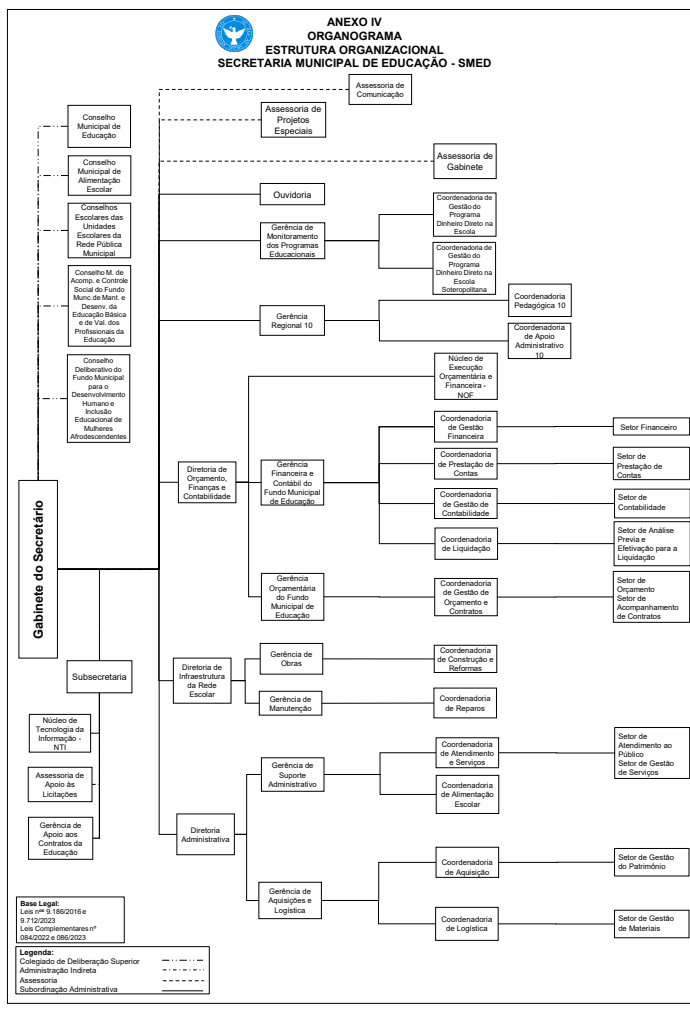 ANEXO IV
ORGANOGRAMA
ESTRUTURA ORGANIZACIONAL
SECRETARIA MUNICIPAL DE EDUCAÇÃO - SMED
Assessoria de
Comunicação
Assessoria de
Projetos
Especiais
Assessoria de
Gabinete
Ouvidoria
Conselho
Municipal de
Educação
Conselho
Municipal de
Alimentação
Escolar
Conselhos
Escolares das
Unidades
Escolares da
Rede Pública
Municipal
Conselho M. de
Acomp. e Controle
Social do Fundo
Munc.de Mant. e
Desenv. da
Educação Básica
e de Val. dos
Profissionais da
Educação
Conselho
Deliberativo do
Fundo Municipal
para o
Desenvolvimento
Humano e
Inclusão
Educacional de
Mulheres
Afrodescendentes
Gerência de
Monitoramento
dos Programas
Educacionais
Coordenadoria de
Gestão do
Programa
Dinheiro Direto na
Escola
Coordenadoria de
Gestão do
Programa
Dinheiro Direto na
Escola
Soteropolitana
Gerência
Regional 10
Coordenadoria
Pedagógica 10
Coordenadoria
de Apoio
Administrativo
10
Gabinete do Secretário
Diretoria de
Orçamento,
Finanças e
Contabilidade
Núcleo de
Execução
Orçamentária e
Financeira -
NOF
Gerência
Financeira e
Contábil do
Fundo Municipal
de Educação
Coordenadoria
de Gestão
Financeira
Setor Financeiro
Coordenadoria
de Prestação de
Contas
Setor de
Prestação de
Contas
Coordenadoria
de Gestão de
Contabilidade
Setor de
Contabilidade
Coordenadoria
de Liquidação
Setor de Análise
Previa e
Efetivação para a
Liquidação
Gerência
Orçamentária
do Fundo
Municipal de
Educação
Coordenadoria
de Gestão de
Orçamento e
Contratos
Setor de
Orçamento
Setor de
Acompanhamento
de Contratos
Subsecretaria
Núcleo de
Tecnologia da
Informação -
NTI
Assessoria de
Apoio às
Licitações
Gerência de
Apoio aos
Contratos da
Educação
Diretoria de
Infraestrutura
da Rede
Escolar
Gerência de
Obras
Coordenadoria
de Construção e
Reformas
Gerência de
Manutenção
Coordenadoria
de Reparos
Diretoria
Administrativa
Gerência de
Suporte
Administrativo
Coordenadoria
de Atendimento
e Serviços
Setor de
Atendimento ao
Público
Setor de Gestão
de Serviços
Coordenadoria
de Alimentação
Escolar
Gerência de
Aquisições e
Logística
Coordenadoria
de Aquisição
Setor de Gestão
do Patrimônio
Coordenadoria
de Logística
Setor de Gestão
de Materiais
Base Legal:
Leis nºs 9.186/2016 e
9.712/2023
Leis Complementares nº
084/2022 e 086/2023
Legenda:
Colegiado de Deliberação Superior
Administração Indireta
Assessoria
Subordinação Administrativa